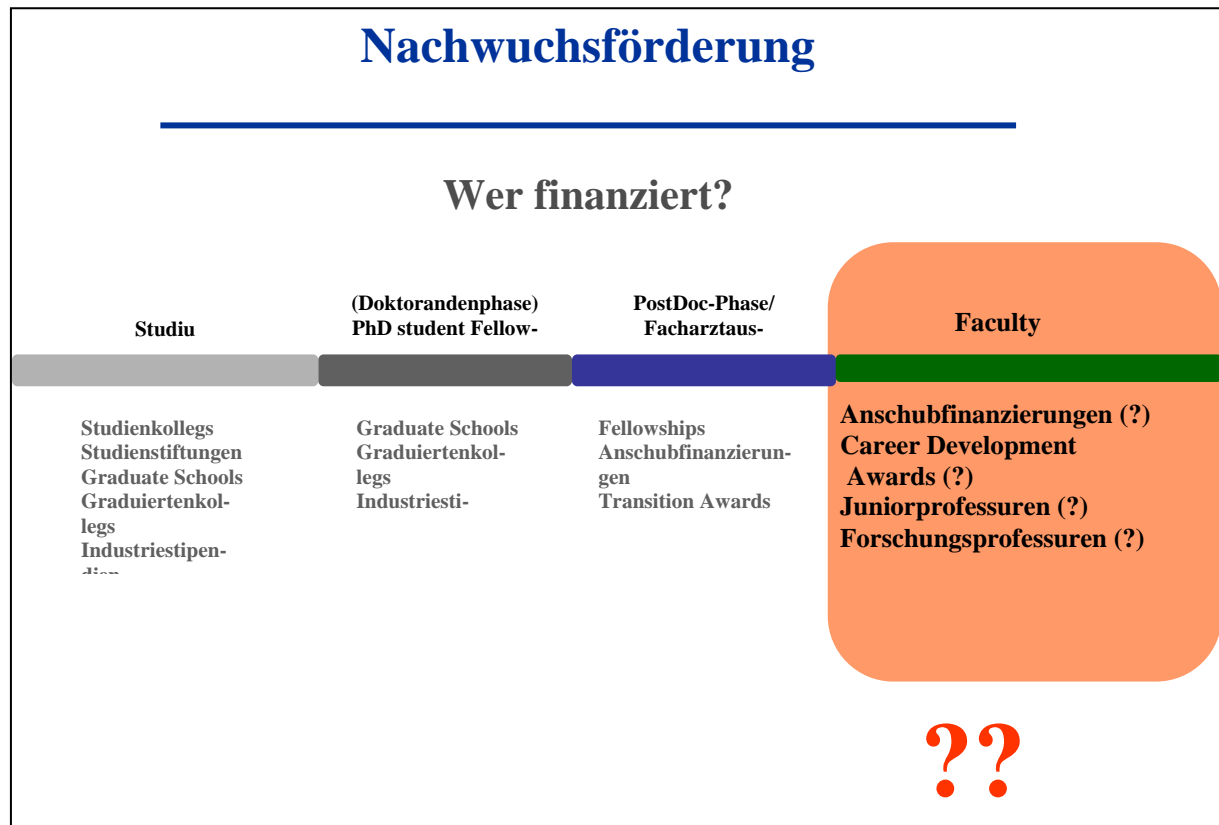 Nachwuchsförderung
Wer finanziert?
Studiu
(Doktorandenphase)
PhD student Fellow-
PostDoc-Phase/
Facharztaus-
Faculty
Studienkollegs
Studienstiftungen
Graduate Schools
Graduiertenkol-
legs
Industriestipen-
dien
Graduate Schools
Graduiertenkol-
legs
Industriesti-
Fellowships
Anschubfinanzierun-
gen
Transition Awards
Anschubfinanzierungen (?)
Career Development
Awards (?)
Juniorprofessuren (?)
Forschungsprofessuren (?)
??